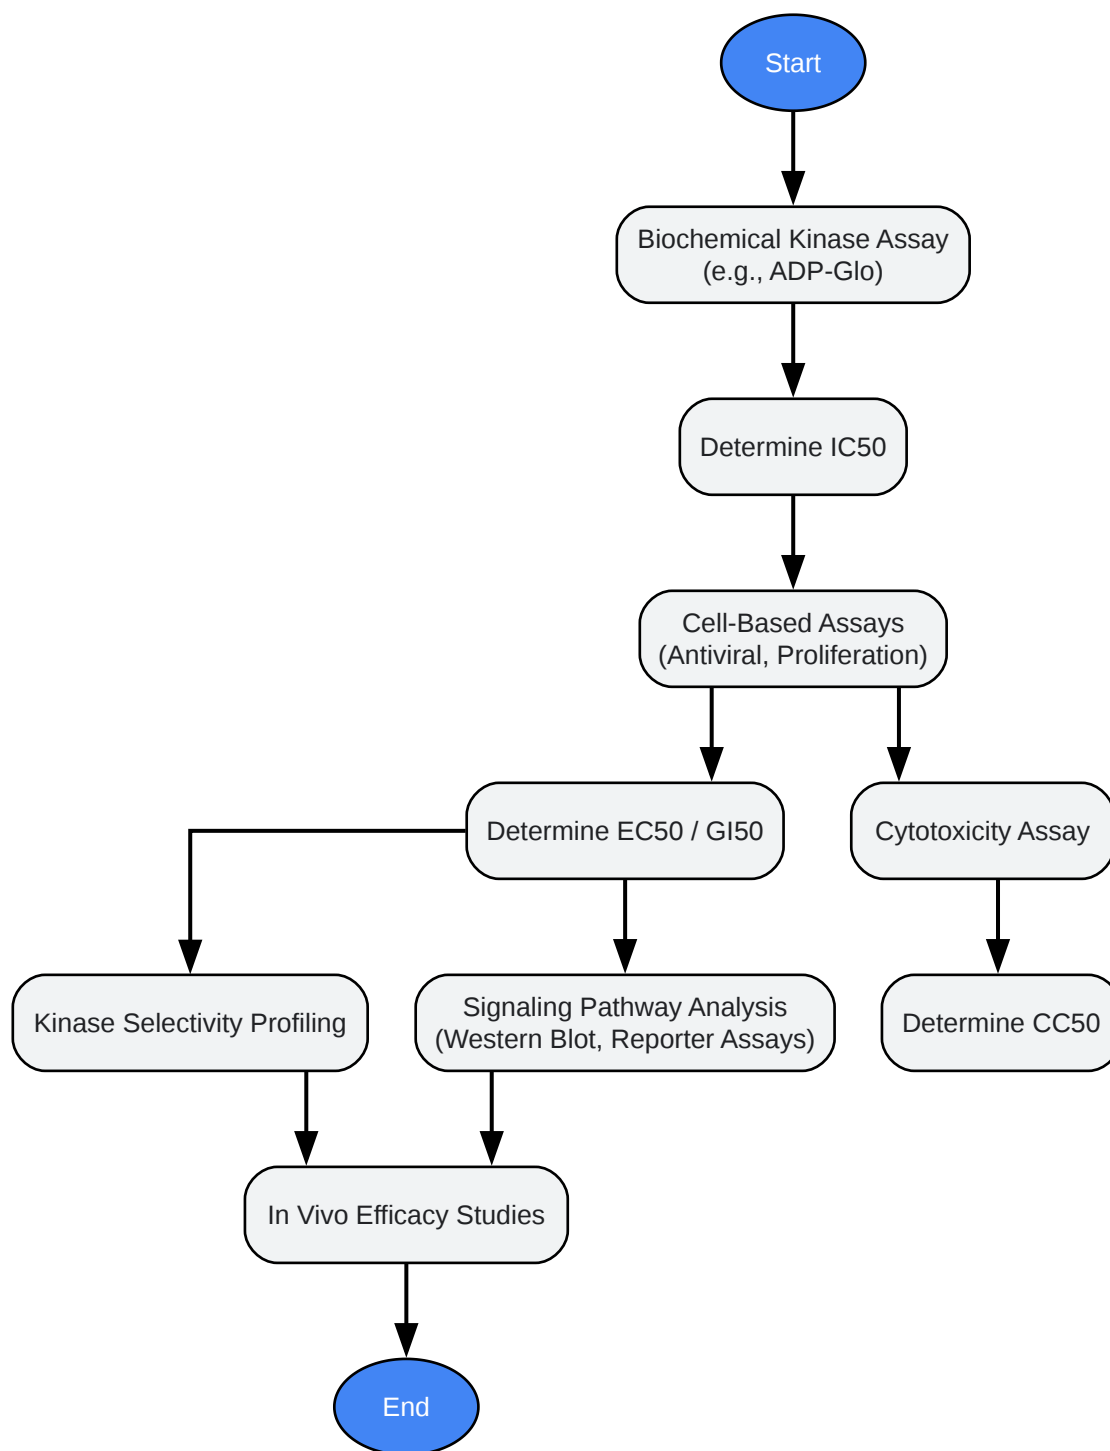 Start
Biochemical Kinase Assay
(e.g., ADP-Glo)
Determine IC50
Cell-Based Assays
(Antiviral, Proliferation)
Determine EC50 / GI50
Cytotoxicity Assay
Kinase Selectivity Profiling
Signaling Pathway Analysis
(Western Blot, Reporter Assays)
Determine CC50
In Vivo Efficacy Studies
End